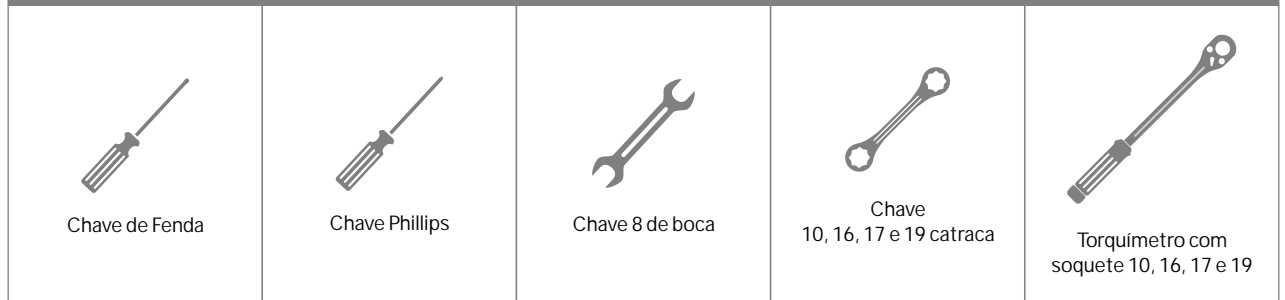 Chave de Fenda
Chave Phillips
Chave 8 de boca
Chave
10, 16, 17 e 19 catraca
Torquímetro com
soquete 10, 16, 17 e 19